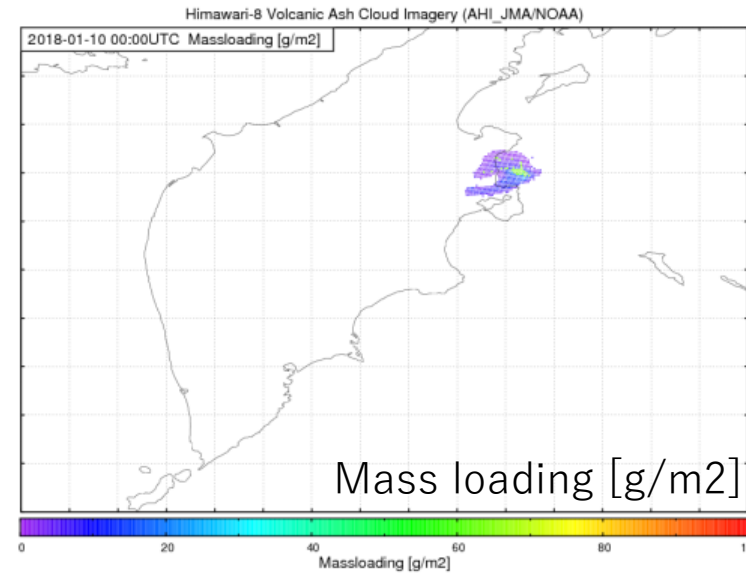 Himawari-8 Volcanic Ash Cloud Imagery (AHI_JMA/NOAA)
2018-01-10 00:00UTC Massloading [g/m2]
Mass loading [g/m2]
0 20 40 60 80
Massloading [g/m2]